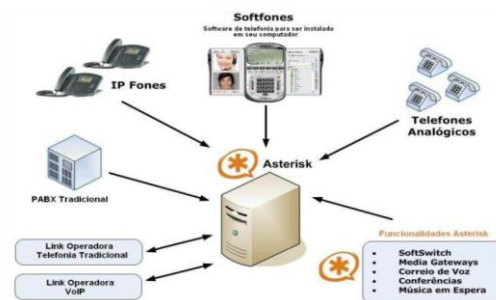 Softfones
Software de telefonia para ser instalado
em seu computador
IP Fones
Telefones
Analógicos
Asterisk
PABX Tradicional
Link Operadora
Telefonia Tradicional
Link Operadora
VoIP
Funcionalidades Asterisk
• SoftSwitch
• Media Gateways
• Correio de Voz
• Conferências
• Música em Espera